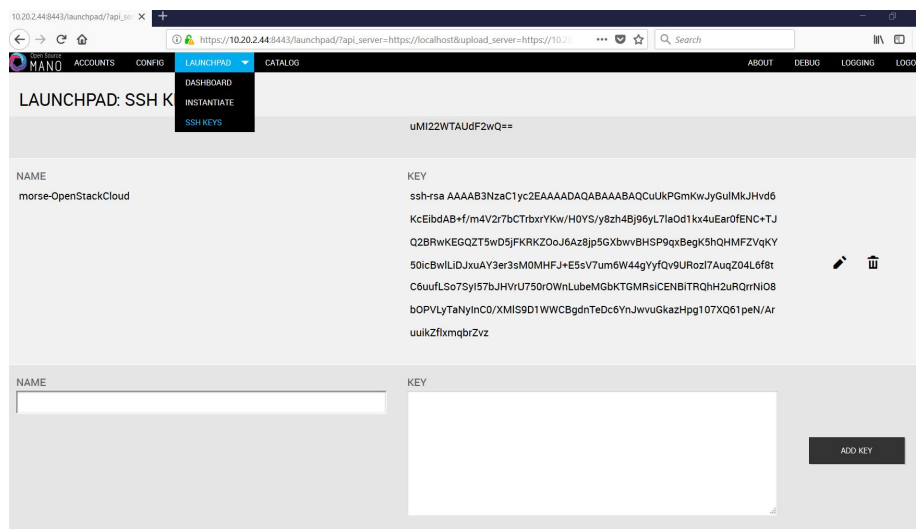 10.20.2.44:8443/launchpad/?api_ser
https://10.20.2.44:8443/launchpad/?api_server=https://localhost&upload_server=https://10.2
Search
Open Source
MANO
ACCOUNTS
CONFIG
LAUNCHPAD
CATALOG
ABOUT
DEBUG
LOGGING
LOGO
DASHBOARD
INSTANTIATE
SSH KEYS
LAUNCHPAD: SSH K
uMI22WTAUdF2wQ==
NAME
morse-OpenStackCloud
KEY
ssh-rsa AAAAB3NzaC1yc2EAAAADAQABAAABAQCuUkPGmKwJyGulMkJHvd6
KcEibdAB+f/m4V2r7bCTrbxrYKw/H0YS/y8zh4Bj96yL7laOd1kx4uEar0fENC+TJ
Q2BRwKEGQZT5wD5jFKRKZOoJ6Az8jp5GXbwvBHSP9qxBegK5hQHMFZVqKY
50icBwlLiDJxuAY3er3sM0MHFJ+E5sV7um6W44gYyfQv9URozl7AuqZ04L6f8t
C6uufLSo7SyI57bJHVrU750rOWnLubeMGbKTGMRsiCENBiTRQhH2uRQrrNiO8
bOPVLyTaNyInC0/XMlS9D1WWCBgdnTeDc6YnJwvuGkazHpg107XQ61peN/Ar
uuikZflxmqbrZvz
NAME
KEY
ADD KEY